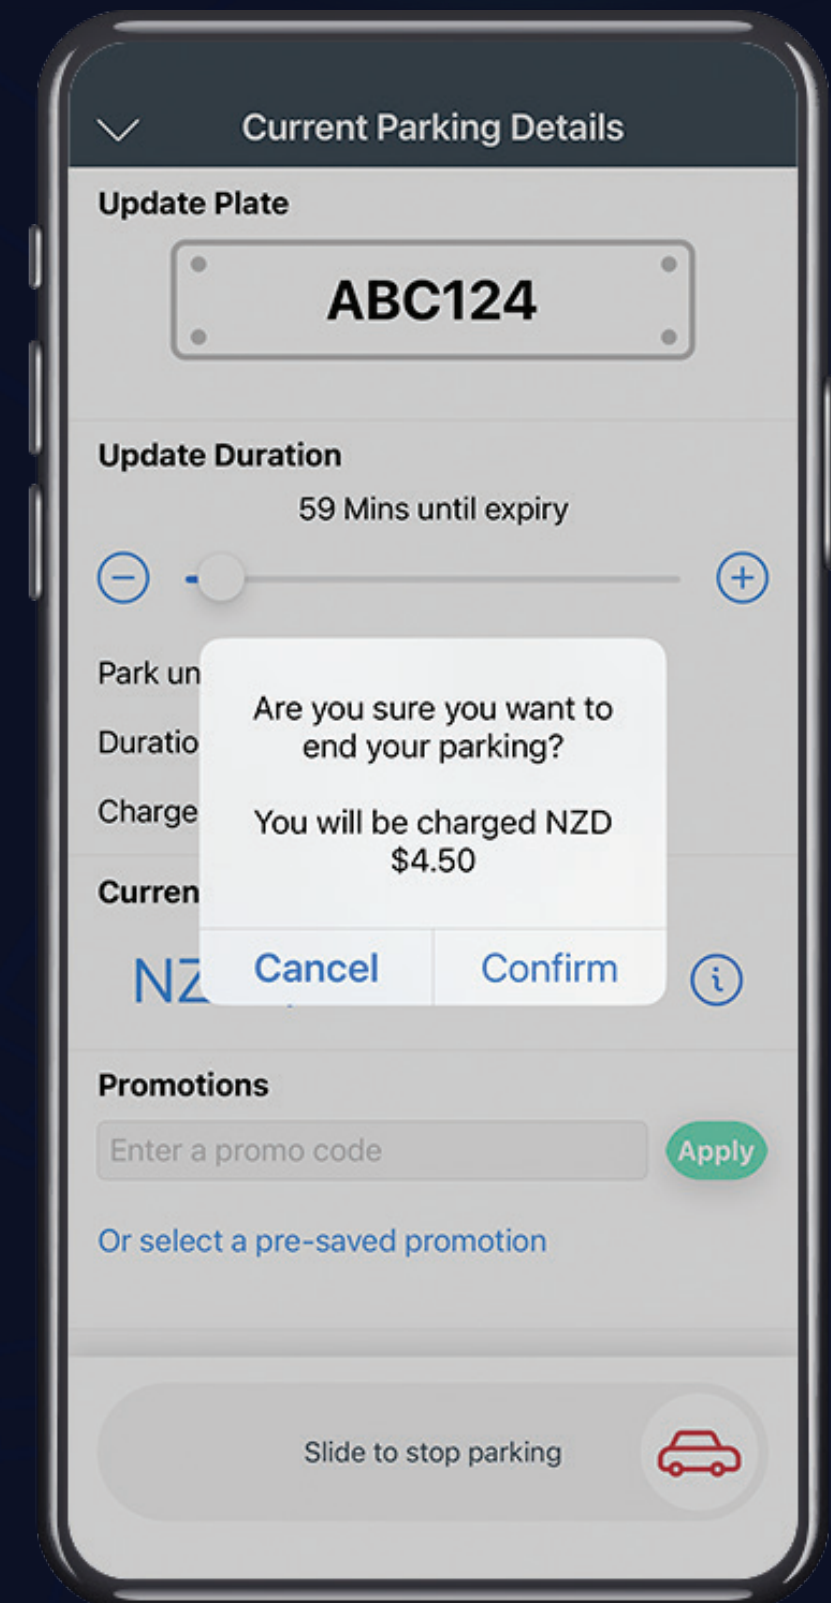 Current Parking Details
Update Plate
ABC124
Update Duration
59 Mins until expiry
Park un
Duratio
Charge
Are you sure you want to
end your parking?
You will be charged NZD
$4.50
Curren
NZ
Cancel
Confirm
Promotions
Enter a promo code
Apply
Or select a pre-saved promotion
Slide to stop parking